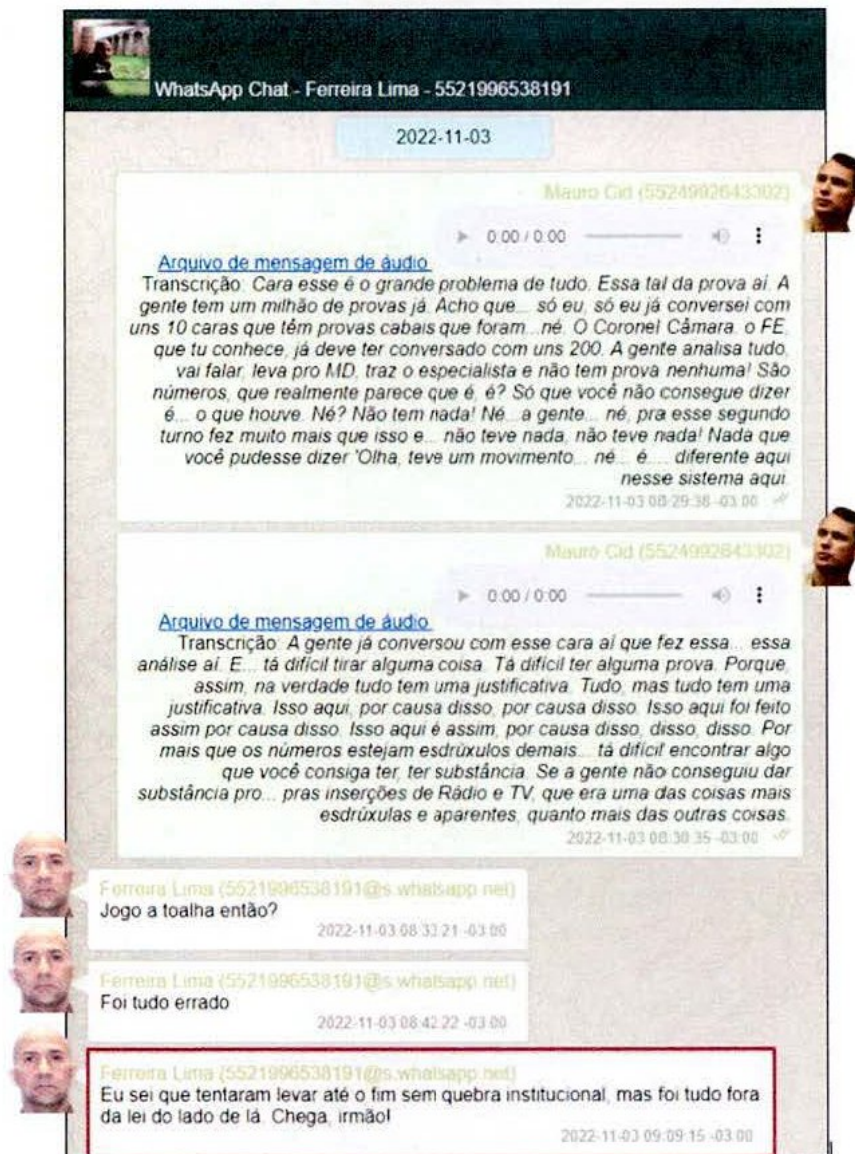 WhatsApp Chat - Ferreira Lima - 5521996538191
2022-11-03
Mauro Cid (5524992643302)
0:00 / 0:00
Arquivo de mensagem de áudio
Transcrição: Cara esse é o grande problema de tudo. Essa tal da prova aí. A
gente tem um milhão de provas já. Acho que... só eu, só eu já conversei com
uns 10 caras que têm provas cabais que foram...né. O Coronel Câmara, o FE,
que tu conhece, já deve ter conversado com uns 200. A gente analisa tudo,
vai falar, leva pro MD, traz o especialista e não tem prova nenhuma! São
números, que realmente parece que é, é? Só que você não consegue dizer
é... o que houve. Né? Não tem nada! Né...a gente... né, pra esse segundo
turno fez muito mais que isso e... não teve nada, não teve nada! Nada que
você pudesse dizer 'Olha, teve um movimento... né... é.... diferente aqui
nesse sistema aqui.
2022-11-03 08:29:38 -03:00
Mauro Cid (5524992643302)
0:00 / 0:00
Arquivo de mensagem de áudio
Transcrição: A gente já conversou com esse cara aí que fez essa... essa
análise aí. E... tá difícil tirar alguma coisa. Tá difícil ter alguma prova. Porque,
assim, na verdade tudo tem uma justificativa. Tudo, mas tudo tem uma
justificativa. Isso aqui, por causa disso, por causa disso. Isso aqui foi feito
assim por causa disso. Isso aqui é assim, por causa disso, disso, disso. Por
mais que os números estejam esdrúxulos demais... tá difícil encontrar algo
que você consiga ter, ter substância. Se a gente não conseguiu dar
substância pro... pras inserções de Rádio e TV, que era uma das coisas mais
esdrúxulas e aparentes, quanto mais das outras coisas.
2022-11-03 08:30:35 -03:00
Ferreira Lima (5521996538191@s.whatsapp.net)
Jogo a toalha então?
2022-11-03 08:33:21 -03:00
Ferreira Lima (5521996538191@s.whatsapp.net)
Foi tudo errado
2022-11-03 08:42:22 -03:00
Ferreira Lima (5521996538191@s.whatsapp.net)
Eu sei que tentaram levar até o fim sem quebra institucional, mas foi tudo fora
da lei do lado de lá. Chega, irmão!
2022-11-03 09:09:15 -03:00